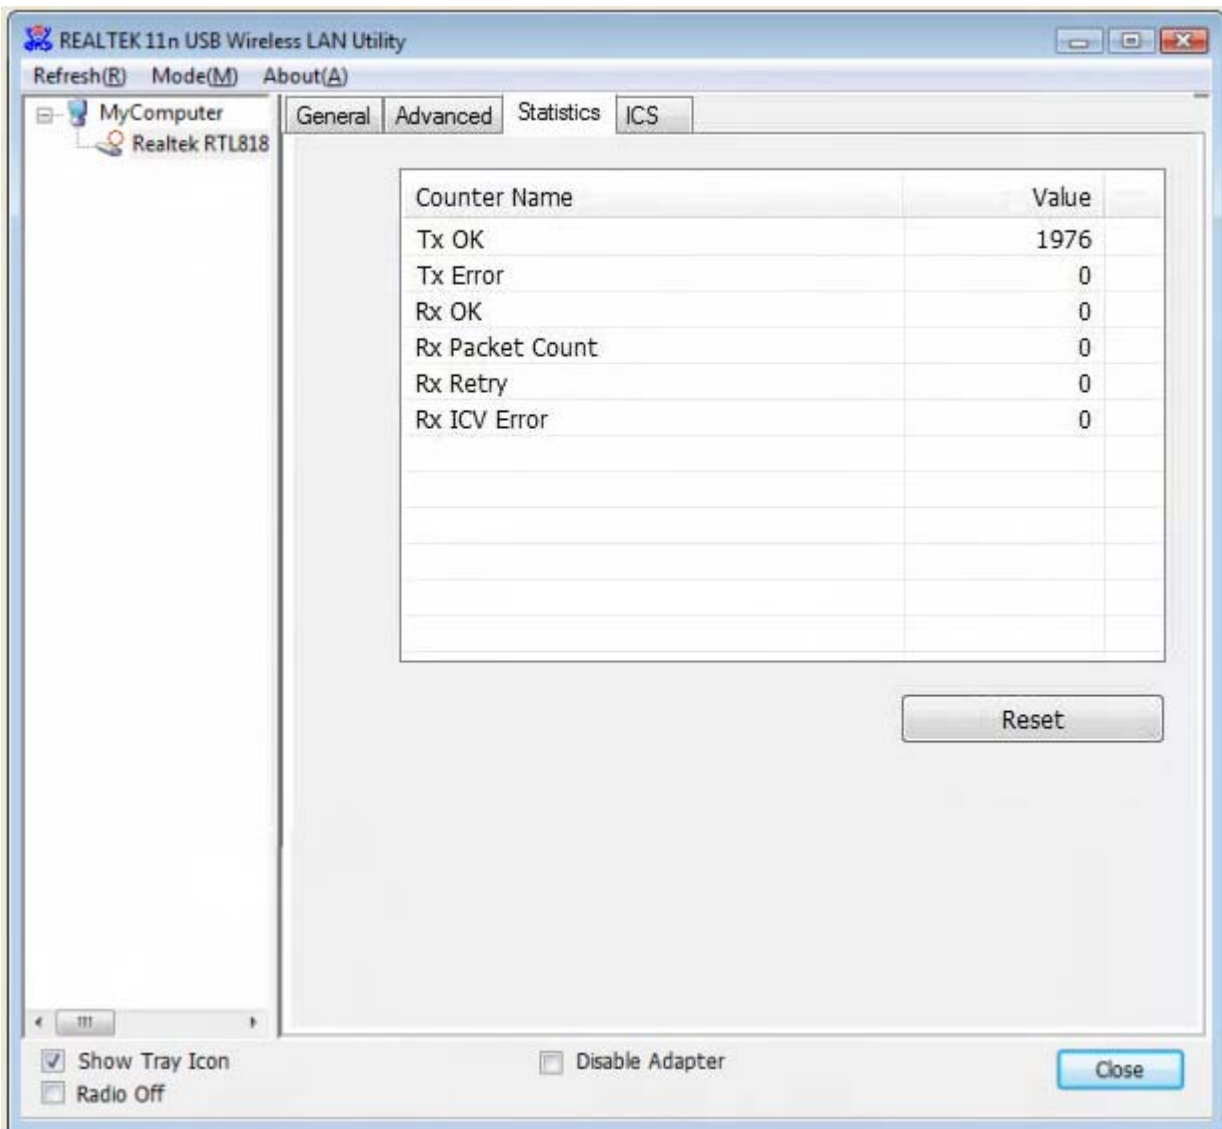 REALTEK 11n USB Wireless LAN Utility
Refresh(R) Mode(M) About(A)
MyComputer
Realtek RTL818
General Advanced Statistics ICS
Counter Name Value
Tx OK 1976
Tx Error 0
Rx OK 0
Rx Packet Count 0
Rx Retry 0
Rx ICV Error 0
Reset
Show Tray Icon
Radio Off
Disable Adapter
Close